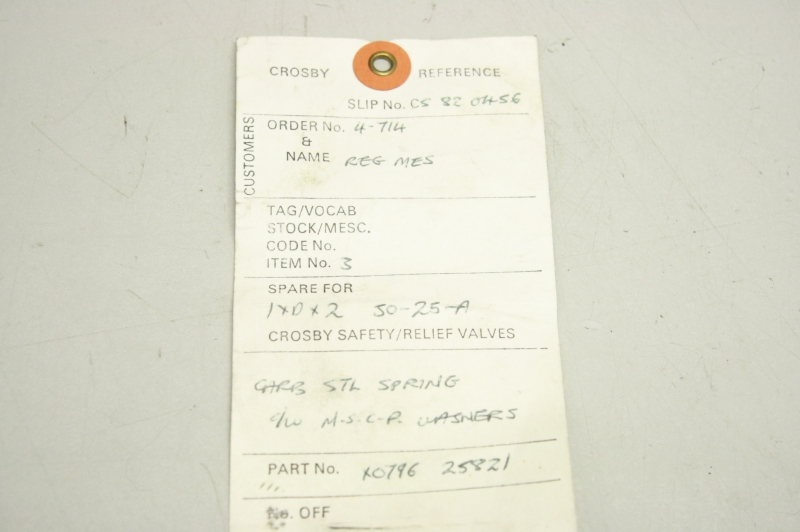 CROSBY REFERENCE
SLIP No. CS 82 0456
CUSTOMERS
ORDER No. 4-714
&
NAME REG MES
TAG/VOCAB
STOCK/MESC.
CODE No.
ITEM No. 3
SPARE FOR
1 x D x 2 JO-25-A
CROSBY SAFETY/RELIEF VALVES
CARB STL SPRING
C/W M.S.C.P. WASHERS
PART No. X0796 25821
No. OFF